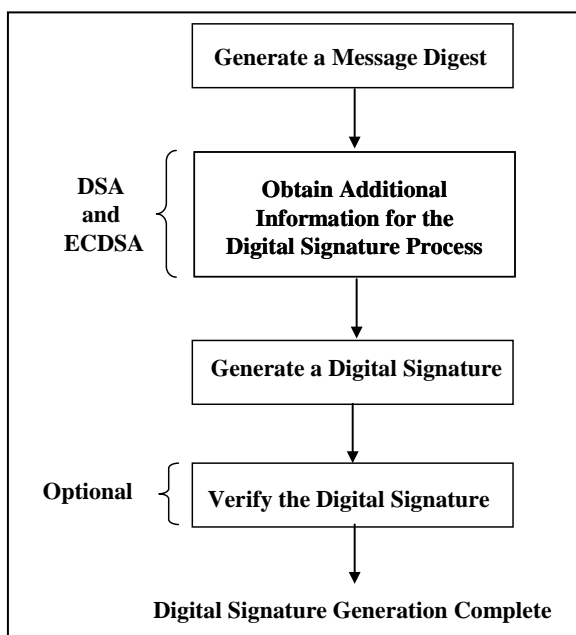 Generate a Message Digest
DSA
and
ECDSA
Obtain Additional
Information for the
Digital Signature Process
Generate a Digital Signature
Optional
Verify the Digital Signature
Digital Signature Generation Complete